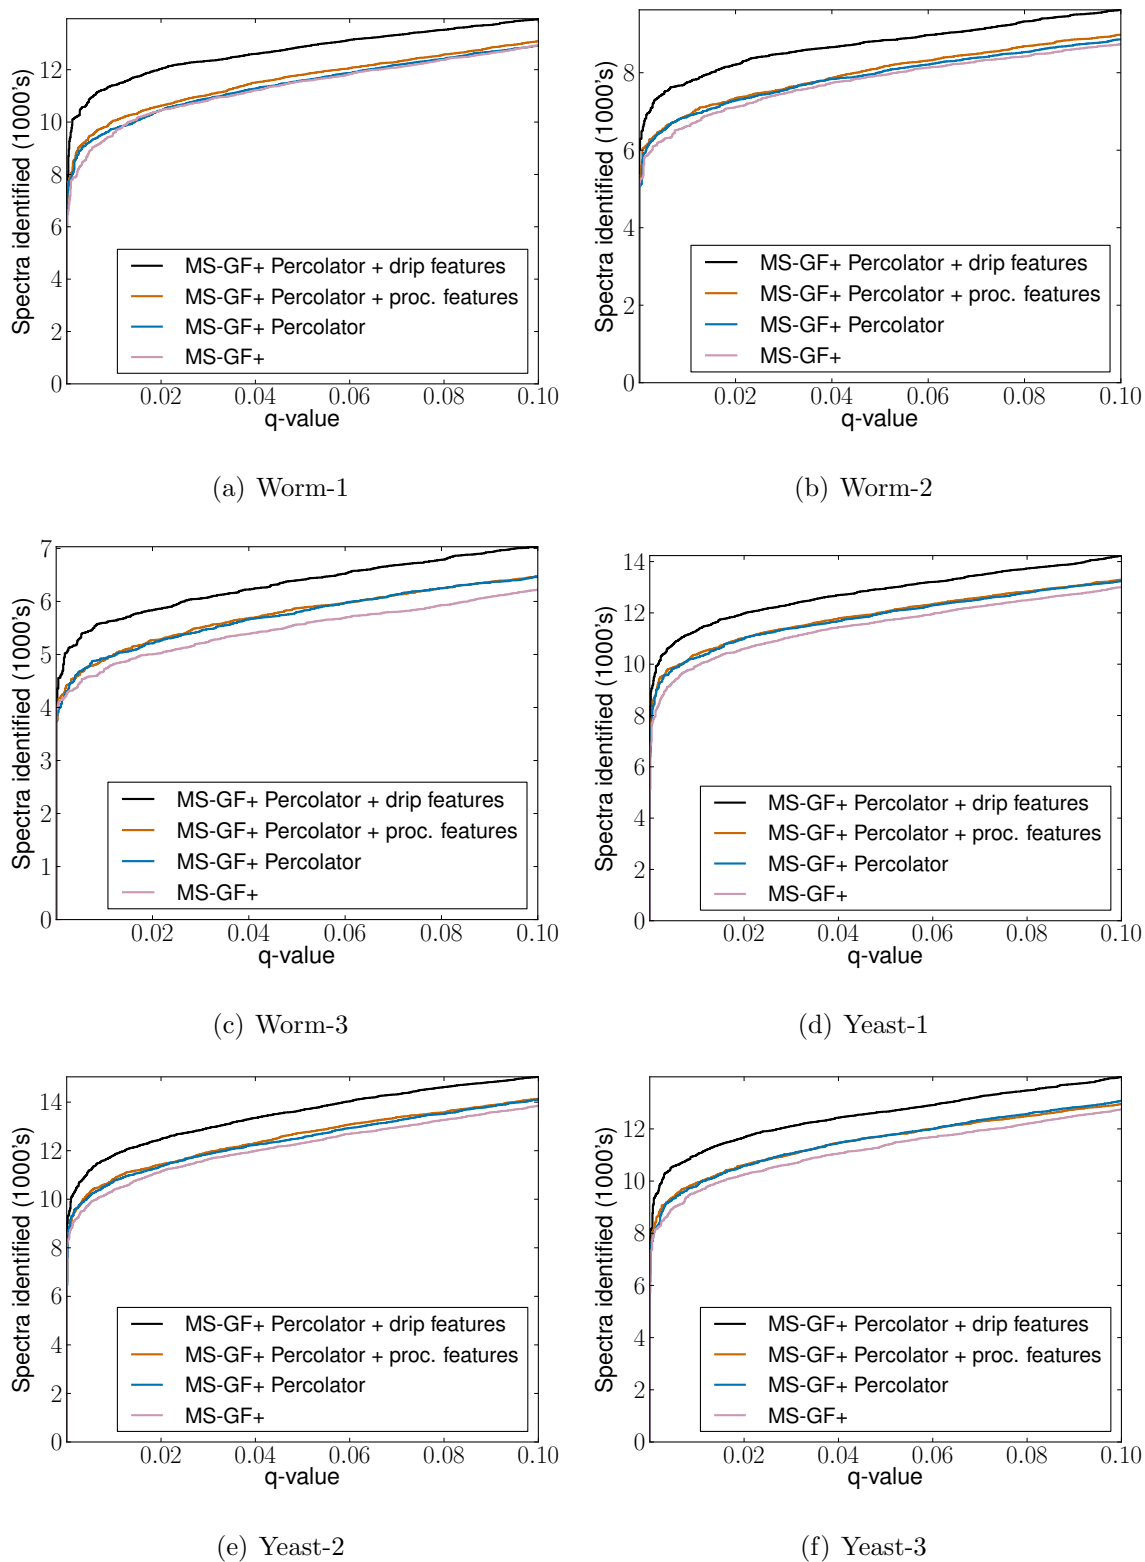 Spectra identified (1000's)
12
10
8
6
4
2
0
MS-GF+ Percolator + drip features
MS-GF+ Percolator + proc. features
MS-GF+ Percolator
MS-GF+
0.02 0.04 0.06 0.08 0.10
q-value
(a) Worm-1
Spectra identified (1000's)
8
6
4
2
0
MS-GF+ Percolator + drip features
MS-GF+ Percolator + proc. features
MS-GF+ Percolator
MS-GF+
0.02 0.04 0.06 0.08 0.10
q-value
(b) Worm-2
Spectra identified (1000's)
7
6
5
4
3
2
1
0
MS-GF+ Percolator + drip features
MS-GF+ Percolator + proc. features
MS-GF+ Percolator
MS-GF+
0.02 0.04 0.06 0.08 0.10
q-value
(c) Worm-3
Spectra identified (1000's)
14
12
10
8
6
4
2
0
MS-GF+ Percolator + drip features
MS-GF+ Percolator + proc. features
MS-GF+ Percolator
MS-GF+
0.02 0.04 0.06 0.08 0.10
q-value
(d) Yeast-1
Spectra identified (1000's)
14
12
10
8
6
4
2
0
MS-GF+ Percolator + drip features
MS-GF+ Percolator + proc. features
MS-GF+ Percolator
MS-GF+
0.02 0.04 0.06 0.08 0.10
q-value
(e) Yeast-2
Spectra identified (1000's)
12
10
8
6
4
2
0
MS-GF+ Percolator + drip features
MS-GF+ Percolator + proc. features
MS-GF+ Percolator
MS-GF+
0.02 0.04 0.06 0.08 0.10
q-value
(f) Yeast-3